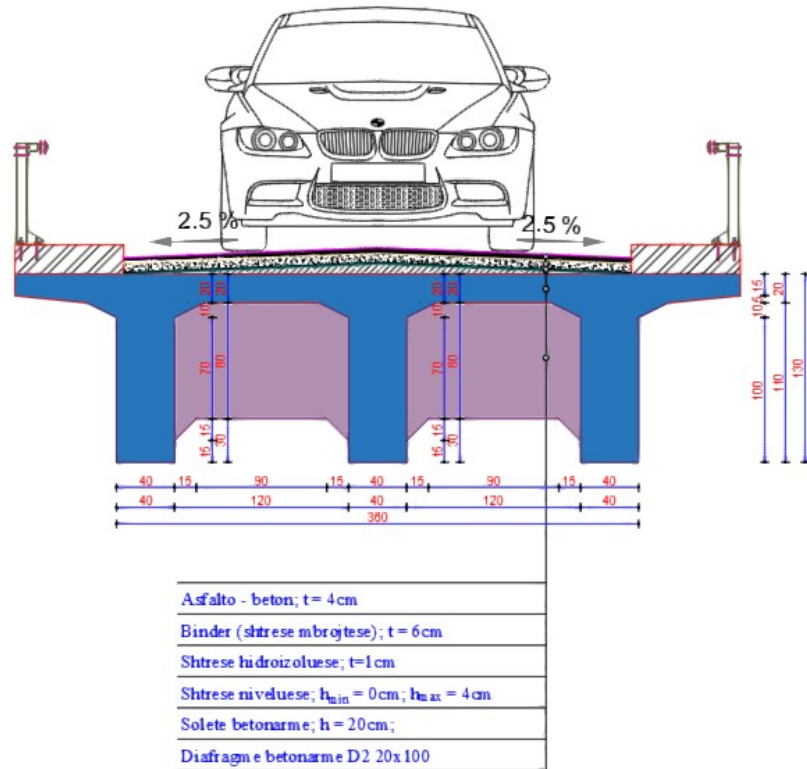 2.5 % 2.5 %
20 20 20 20 15 20
10 10 5 10
70 80 70 80 100 110 130
15 30 15 30
15 15
40 15 90 15 40 15 90 15 40
40 120 40 120 40
360
Asfalto - beton; t = 4cm
Binder (shtrese mbrojtese); t = 6cm
Shtrese hidroizoluese; t=1cm
Shtrese niveluese; hmin = 0cm; hmax = 4cm
Solete betonarme; h = 20cm;
Diafragme betonarme D2 20x100